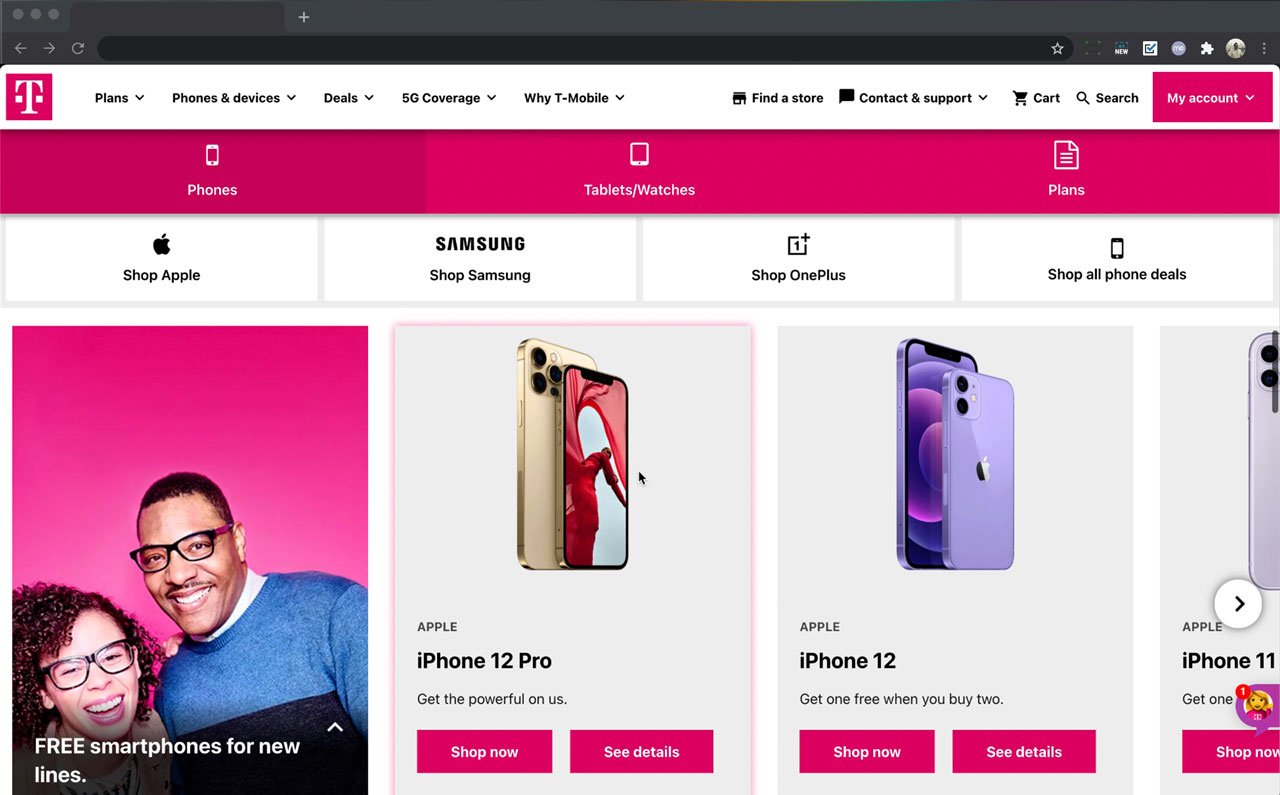 NEW
me
T
Plans
Phones & devices
Deals
5G Coverage
Why T-Mobile
Find a store
Contact & support
Cart
Search
My account
Phones
Tablets/Watches
Plans
SAMSUNG
1+
Shop Apple
Shop Samsung
Shop OnePlus
Shop all phone deals
FREE smartphones for new
lines.
APPLE
iPhone 12 Pro
Get the powerful on us.
Shop now
See details
APPLE
iPhone 12
Get one free when you buy two.
Shop now
See details
APPLE
iPhone 11
Get one
Shop now
1